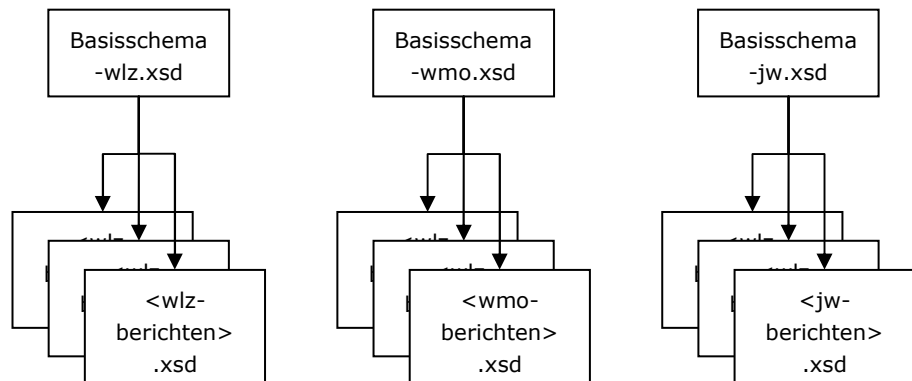 Basisschema
-wlz.xsd
Basisschema
-wmo.xsd
Basisschema
-jw.xsd
<wlz-
berichten>
.xsd
<wmo-
berichten>
.xsd
<jw-
berichten>
.xsd